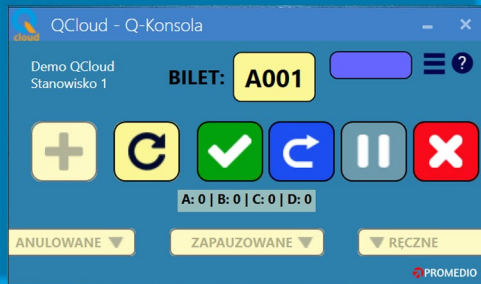 QCloud - Q-Konsola
cloud
Demo QCloud
Stanowisko 1
BILET: A001
?
A: 0 | B: 0 | C: 0 | D: 0
ANULOWANE ▼
ZAPAUZOWANE ▼
▼ RĘCZNE
PROMEDIO